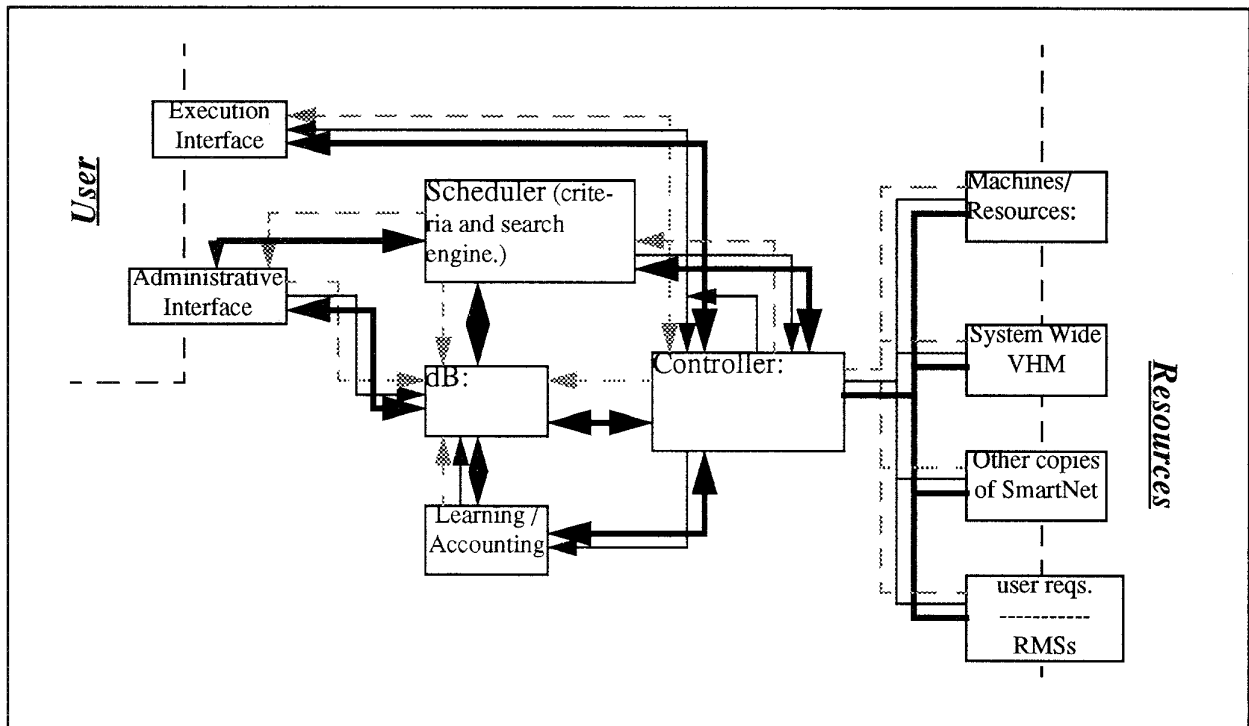 User
Execution
Interface
Administrative
Interface
Scheduler (crite-
ria and search
engine.)
dB:
Learning /
Accounting
Controller:
Machines/
Resources:
System Wide
VHM
Other copies
of SmartNet
user reqs.
------------
RMSs
Resources